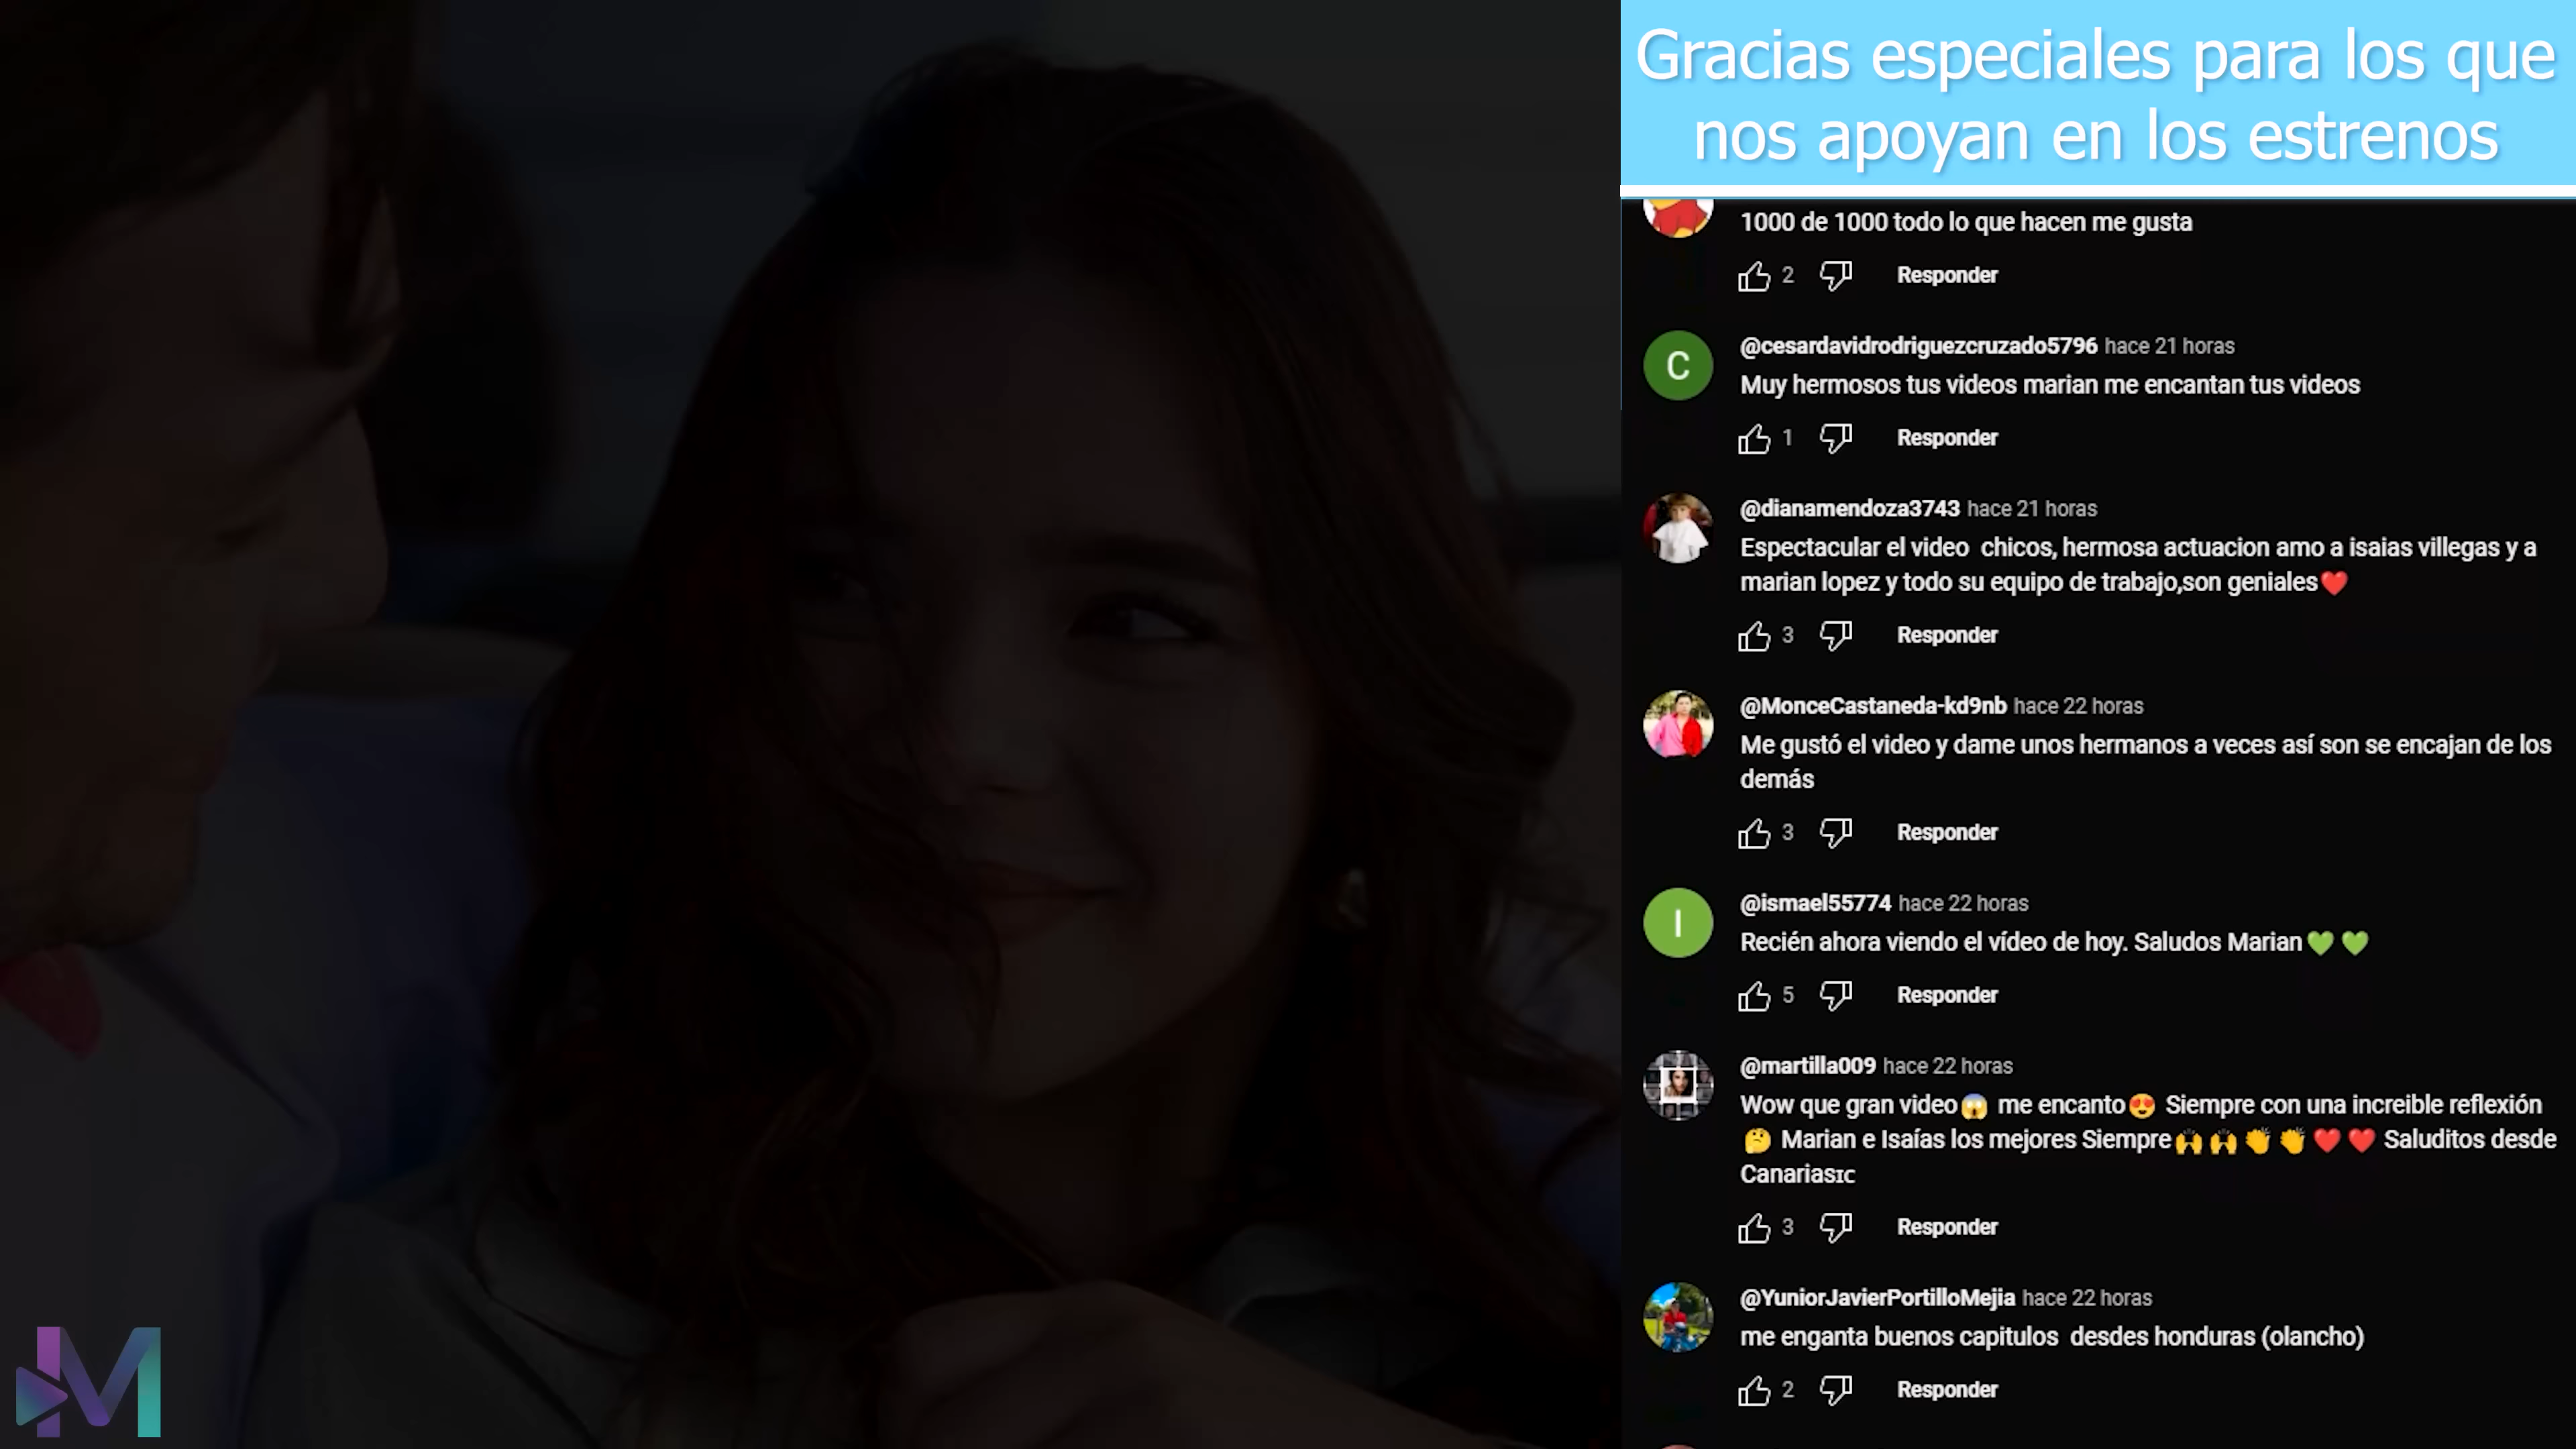 Gracias especiales para los que
nos apoyan en los estrenos
1000 de 1000 todo lo que hacen me gusta
2 Responder
C
@cesardavidrodriguezcruzado5796 hace 21 horas
Muy hermosos tus videos marian me encantan tus videos
1 Responder
@dianamendoza3743 hace 21 horas
Espectacular el video chicos, hermosa actuacion amo a isaias villegas y a
marian lopez y todo su equipo de trabajo,son geniales❤️
3 Responder
@MonceCastaneda-kd9nb hace 22 horas
Me gustó el video y dame unos hermanos a veces así son se encajan de los
demás
3 Responder
I
@ismael55774 hace 22 horas
Recién ahora viendo el vídeo de hoy. Saludos Marian💚💚
5 Responder
@martilla009 hace 22 horas
Wow que gran video😱 me encanto😍 Siempre con una increible reflexión
🤔 Marian e Isaías los mejores Siempre🙌🙌👏👏❤️❤️ Saluditos desde
Canariasɪᴄ
3 Responder
@YuniorJavierPortilloMejia hace 22 horas
me enganta buenos capitulos desdes honduras (olancho)
2 Responder
M